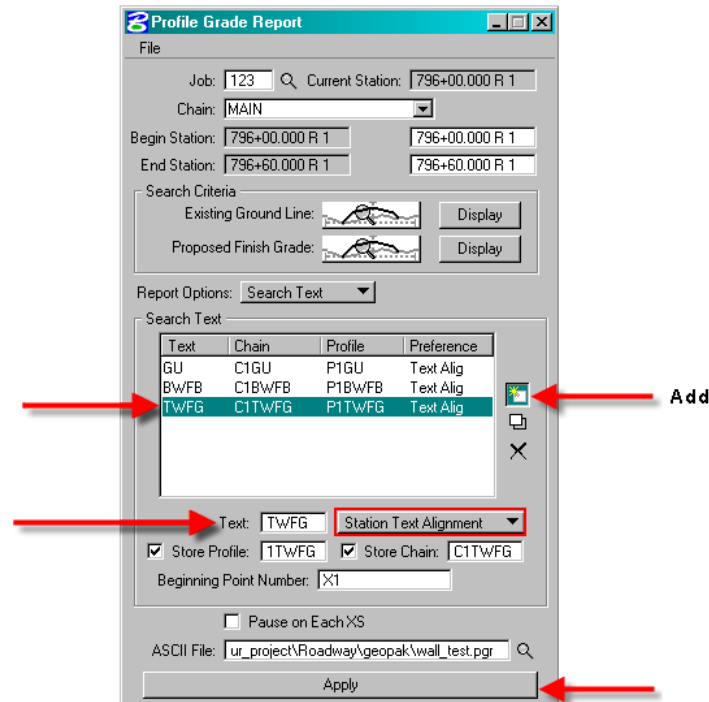 Profile Grade Report
File
Job: 123 Current Station: 796+00.000 R 1
Chain: MAIN
Begin Station: 796+00.000 R 1 796+00.000 R 1
End Station: 796+60.000 R 1 796+60.000 R 1
Search Criteria
Existing Ground Line: Display
Proposed Finish Grade: Display
Report Options: Search Text
Search Text
Text Chain Profile Preference
GU C1GU P1GU Text Alig
BWFB C1BWFB P1BWFB Text Alig
TWFG C1TWFG P1TWFG Text Alig
Add
Text: TWFG Station Text Alignment
Store Profile: 1TWFG Store Chain: C1TWFG
Beginning Point Number: X1
Pause on Each XS
ASCII File: ur_project\Roadway\geopak\wall_test.pgr
Apply